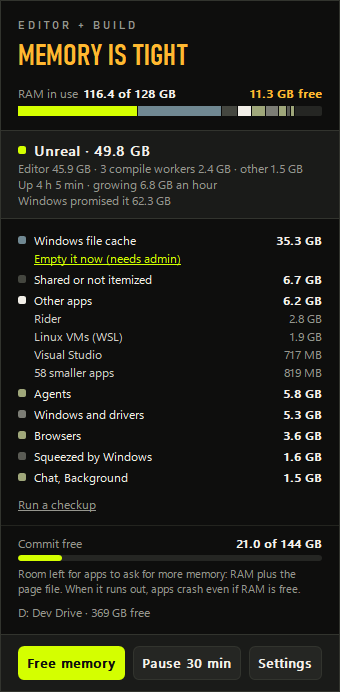 EDITOR + BUILD
MEMORY IS TIGHT
RAM in use 116.4 of 128 GB 11.3 GB free
Unreal · 49.8 GB
Editor 45.9 GB · 3 compile workers 2.4 GB · other 1.5 GB
Up 4 h 5 min · growing 6.8 GB an hour
Windows promised it 62.3 GB
Windows file cache 35.3 GB
Empty it now (needs admin)
Shared or not itemized 6.7 GB
Other apps 6.2 GB
Rider 2.8 GB
Linux VMs (WSL) 1.9 GB
Visual Studio 717 MB
58 smaller apps 819 MB
Agents 5.8 GB
Windows and drivers 5.3 GB
Browsers 3.6 GB
Squeezed by Windows 1.6 GB
Chat, Background 1.5 GB
Run a checkup
Commit free 21.0 of 144 GB
Room left for apps to ask for more memory: RAM plus the
page file. When it runs out, apps crash even if RAM is free.
D: Dev Drive · 369 GB free
Free memory Pause 30 min Settings